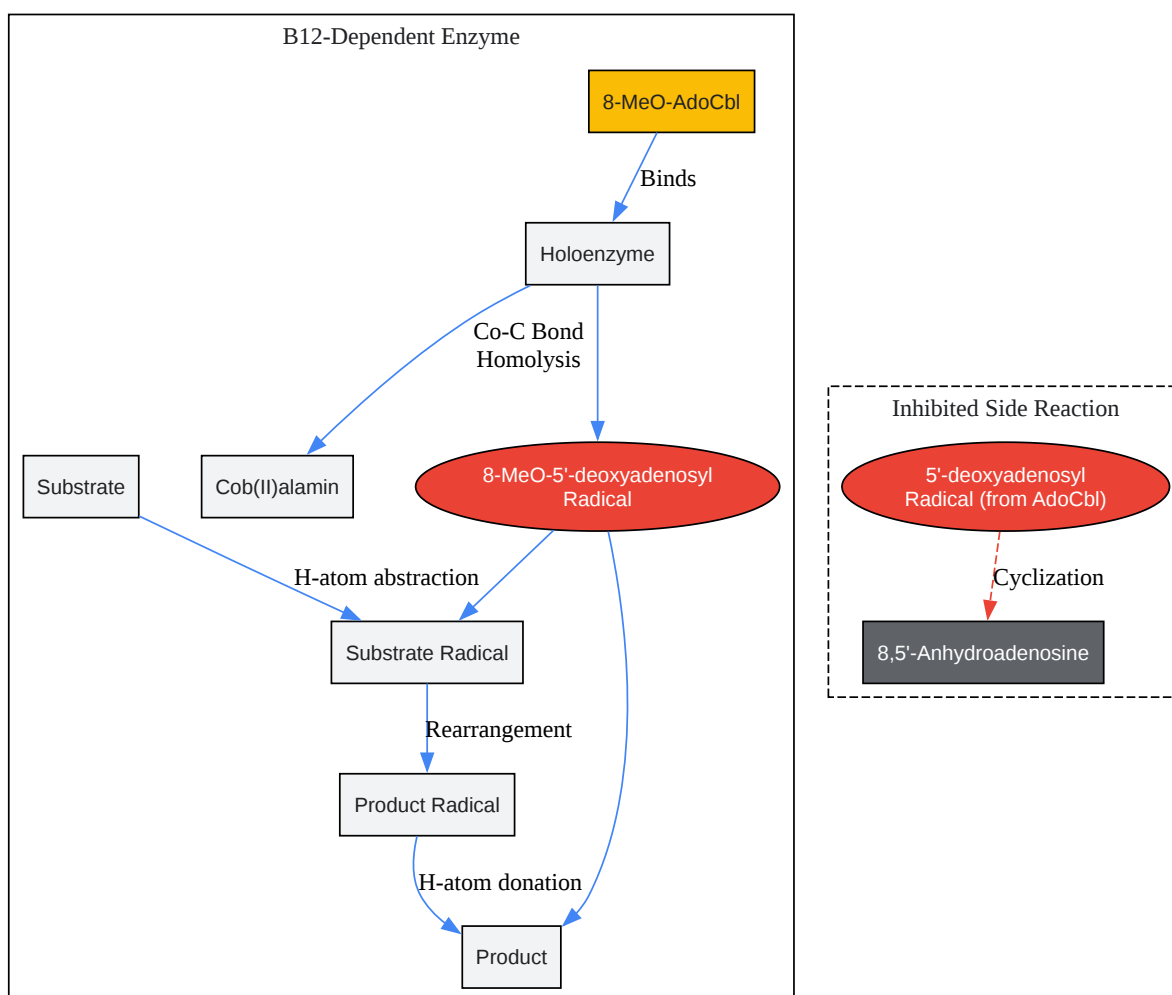 B12-Dependent Enzyme
8-MeO-AdoCbl
Binds
Holoenzyme
Co-C Bond
Homolysis
Inhibited Side Reaction
Substrate
Cob(II)alamin
8-MeO-5'-deoxyadenosyl
Radical
5'-deoxyadenosyl
Radical (from AdoCbl)
H-atom abstraction
Cyclization
Substrate Radical
8,5'-Anhydroadenosine
Rearrangement
Product Radical
H-atom donation
Product